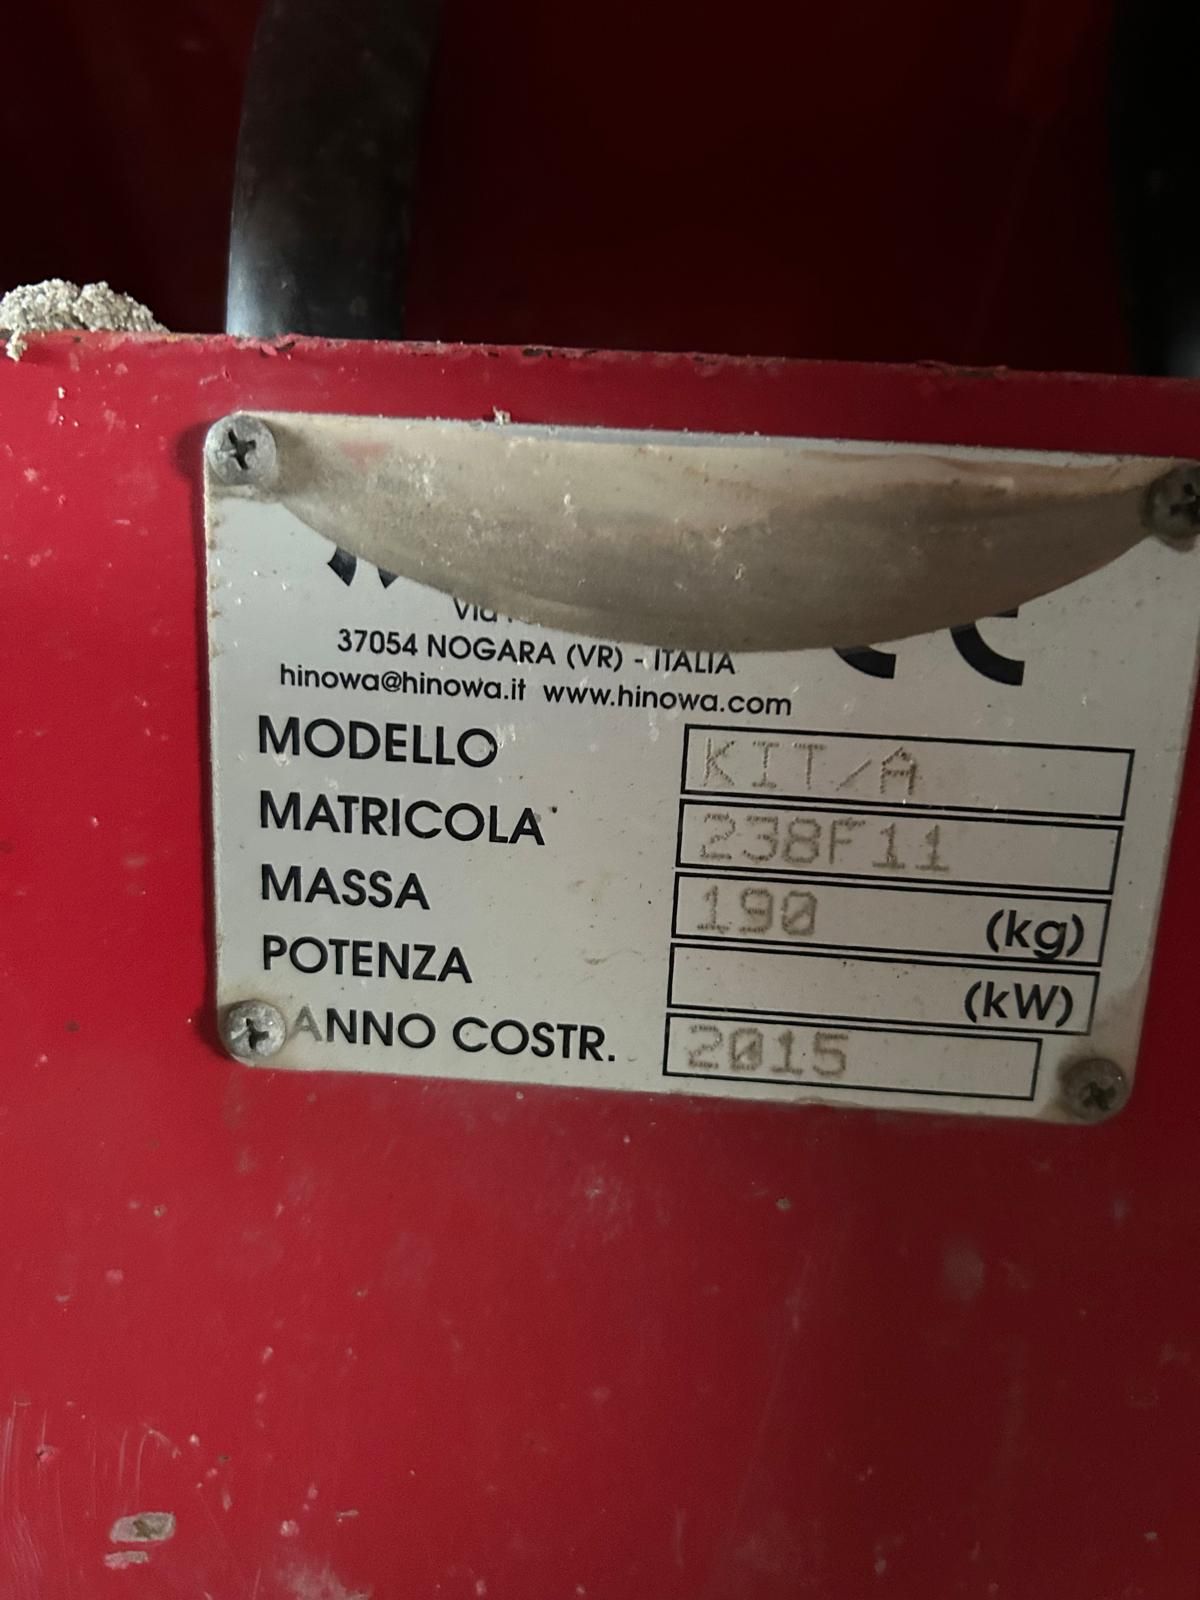 Via
37054 NOGARA (VR) - ITALIA
hinowa@hinowa.it www.hinowa.com
MODELLO KIT/A
MATRICOLA 238F11
MASSA 190 (kg)
POTENZA (kW)
ANNO COSTR. 2015